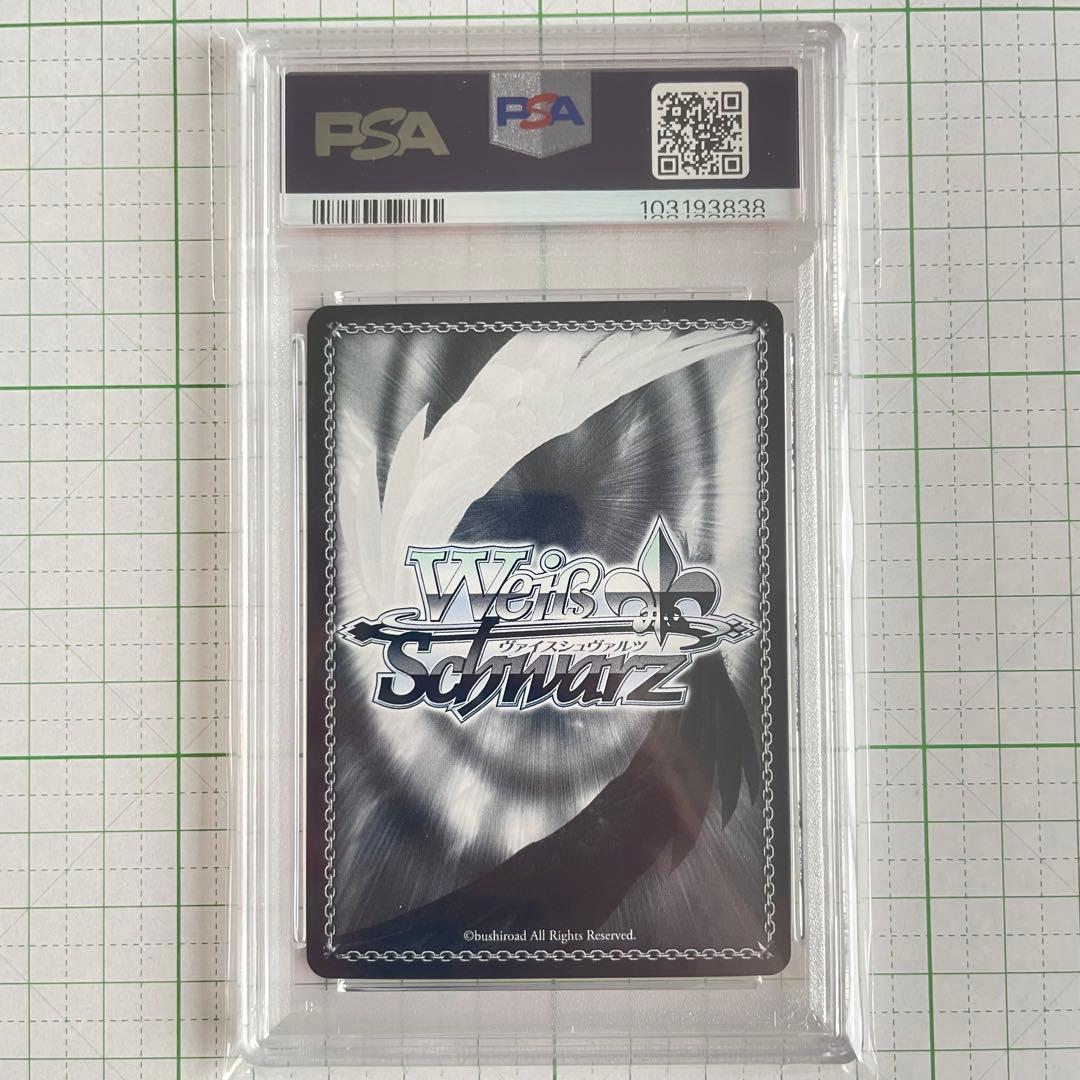 PSA
PSA
103193838
Weiß
ヴァイスシュヴァルツ
Schwarz
©bushiroad All Rights Reserved.